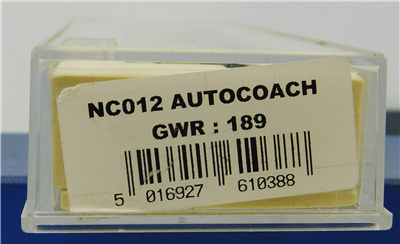 NC012 AUTOCOACH
GWR : 189
5 016927 610388